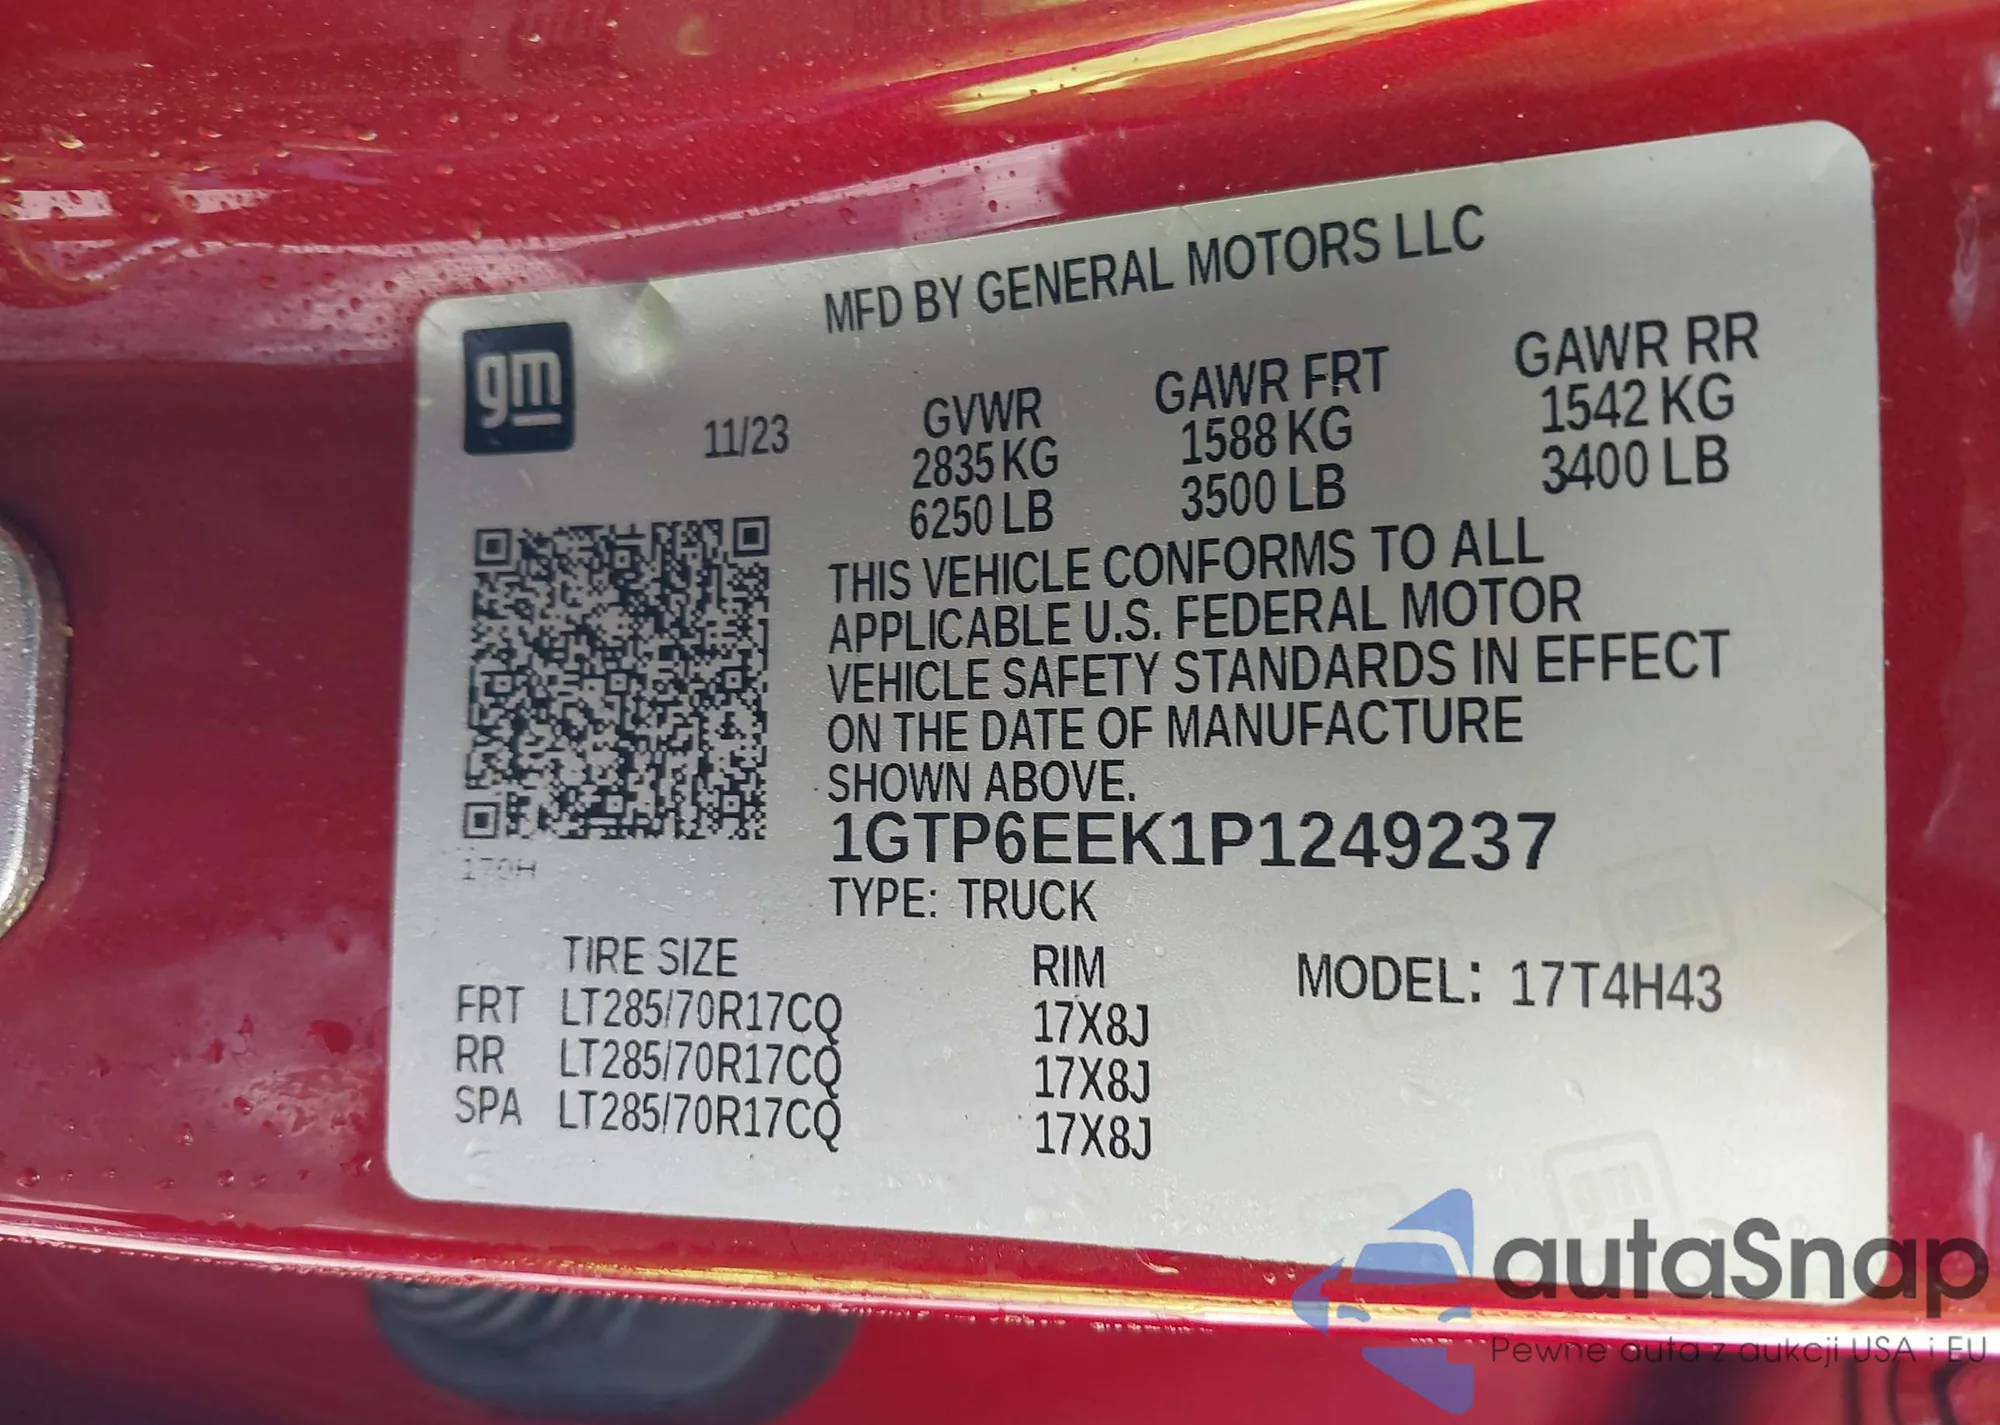 MFD BY GENERAL MOTORS LLC
gm
11/23
GVWR GAWR FRT GAWR RR
2835 KG 1588 KG 1542 KG
6250 LB 3500 LB 3400 LB
THIS VEHICLE CONFORMS TO ALL
APPLICABLE U.S. FEDERAL MOTOR
VEHICLE SAFETY STANDARDS IN EFFECT
ON THE DATE OF MANUFACTURE
SHOWN ABOVE.
170H
1GTP6EEK1P1249237
TYPE: TRUCK
TIRE SIZE RIM MODEL: 17T4H43
FRT LT285/70R17CQ 17X8J
RR LT285/70R17CQ 17X8J
SPA LT285/70R17CQ 17X8J
autaSnap
Pewne auta z aukcji USA i EU